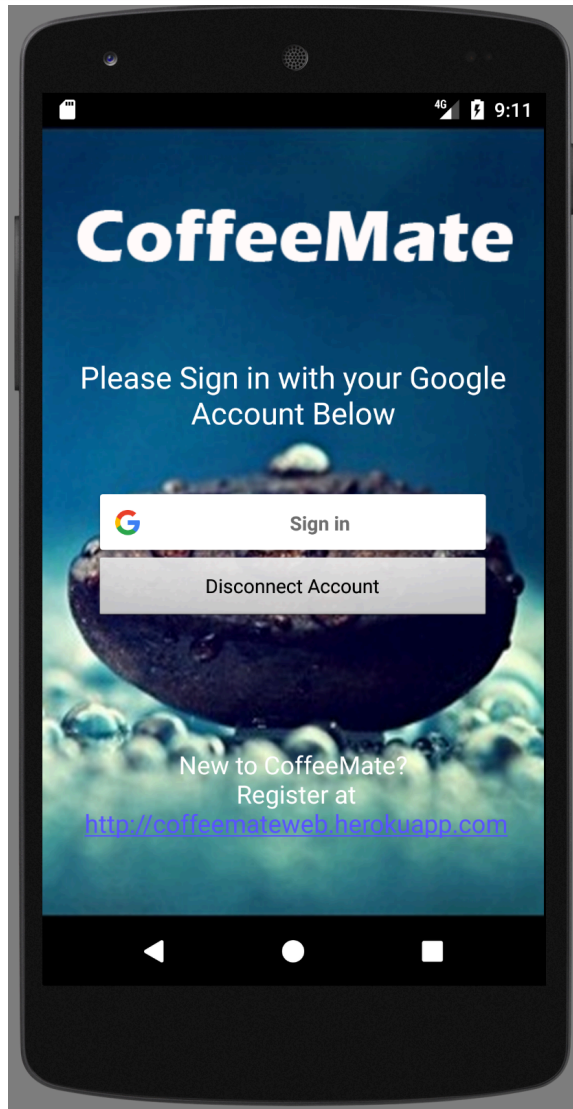 4G 9:11
CoffeeMate
Please Sign in with your Google
Account Below
G Sign in
Disconnect Account
New to CoffeeMate?
Register at
http://coffeemateweb.herokuapp.com